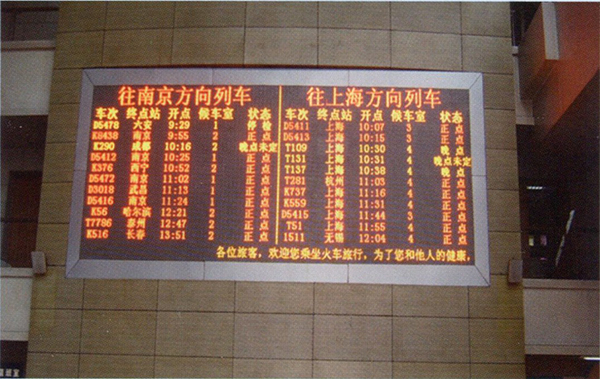 往南京方向列车
车次 终点站 开点 候车室 状态
D5478 六安 9:29 1 停检
K8438 南京 9:55 2 正点
K290 成都 10:16 2 晚点未定
D5412 南京 10:25 1 正点
K376 西宁 10:52 2 正点
D5472 南京 11:02 1 正点
D3018 武昌 11:13 1 正点
D5416 南京 11:24 1 正点
K56 哈尔滨 12:21 2 正点
T7786 泰州 12:47 2 正点
K516 长春 13:51 2 正点
往上海方向列车
车次 终点站 开点 候车室 状态
D5411 上海 10:07 3 正点
D5413 上海 10:15 3 正点
T109 上海 10:30 4 晚点
T131 上海 10:31 4 晚点未定
T137 上海 10:38 4 晚点
T281 杭州 11:03 4 正点
K737 上海 11:16 4 正点
K559 上海 11:31 4 正点
D5415 上海 11:44 3 正点
T51 上海 11:55 4 正点
1511 无锡 12:04 4 正点
各位旅客，欢迎您乘坐火车旅行，为了您和他人的健康，